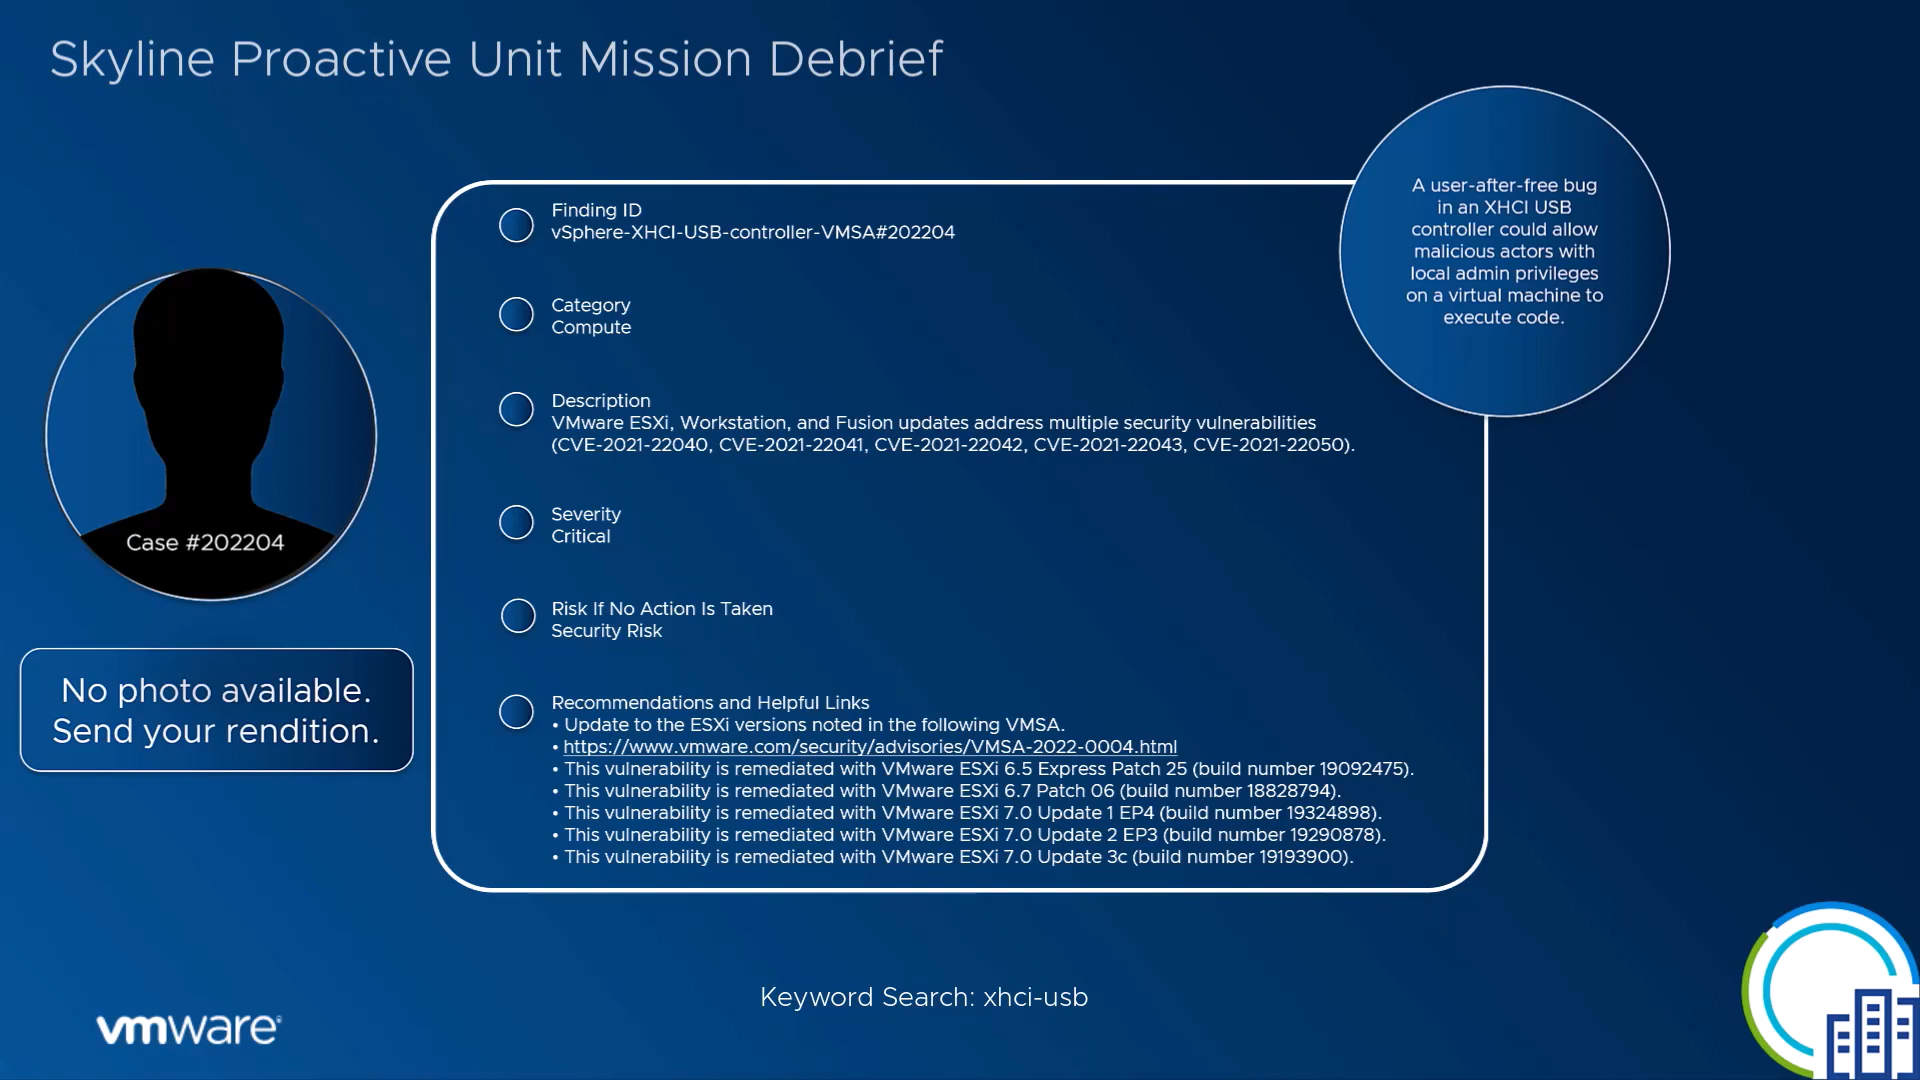 Skyline Proactive Unit Mission Debrief
A user-after-free bug
in an XHCI USB
controller could allow
malicious actors with
local admin privileges
on a virtual machine to
execute code.
Finding ID
vSphere-XHCI-USB-controller-VMSA#202204
Category
Compute
Description
VMware ESXi, Workstation, and Fusion updates address multiple security vulnerabilities
(CVE-2021-22040, CVE-2021-22041, CVE-2021-22042, CVE-2021-22043, CVE-2021-22050).
Severity
Critical
Risk If No Action Is Taken
Security Risk
Recommendations and Helpful Links
• Update to the ESXi versions noted in the following VMSA.
• https://www.vmware.com/security/advisories/VMSA-2022-0004.html
• This vulnerability is remediated with VMware ESXi 6.5 Express Patch 25 (build number 19092475).
• This vulnerability is remediated with VMware ESXi 6.7 Patch 06 (build number 18828794).
• This vulnerability is remediated with VMware ESXi 7.0 Update 1 EP4 (build number 19324898).
• This vulnerability is remediated with VMware ESXi 7.0 Update 2 EP3 (build number 19290878).
• This vulnerability is remediated with VMware ESXi 7.0 Update 3c (build number 19193900).
Case #202204
No photo available.
Send your rendition.
Keyword Search: xhci-usb
vmware®